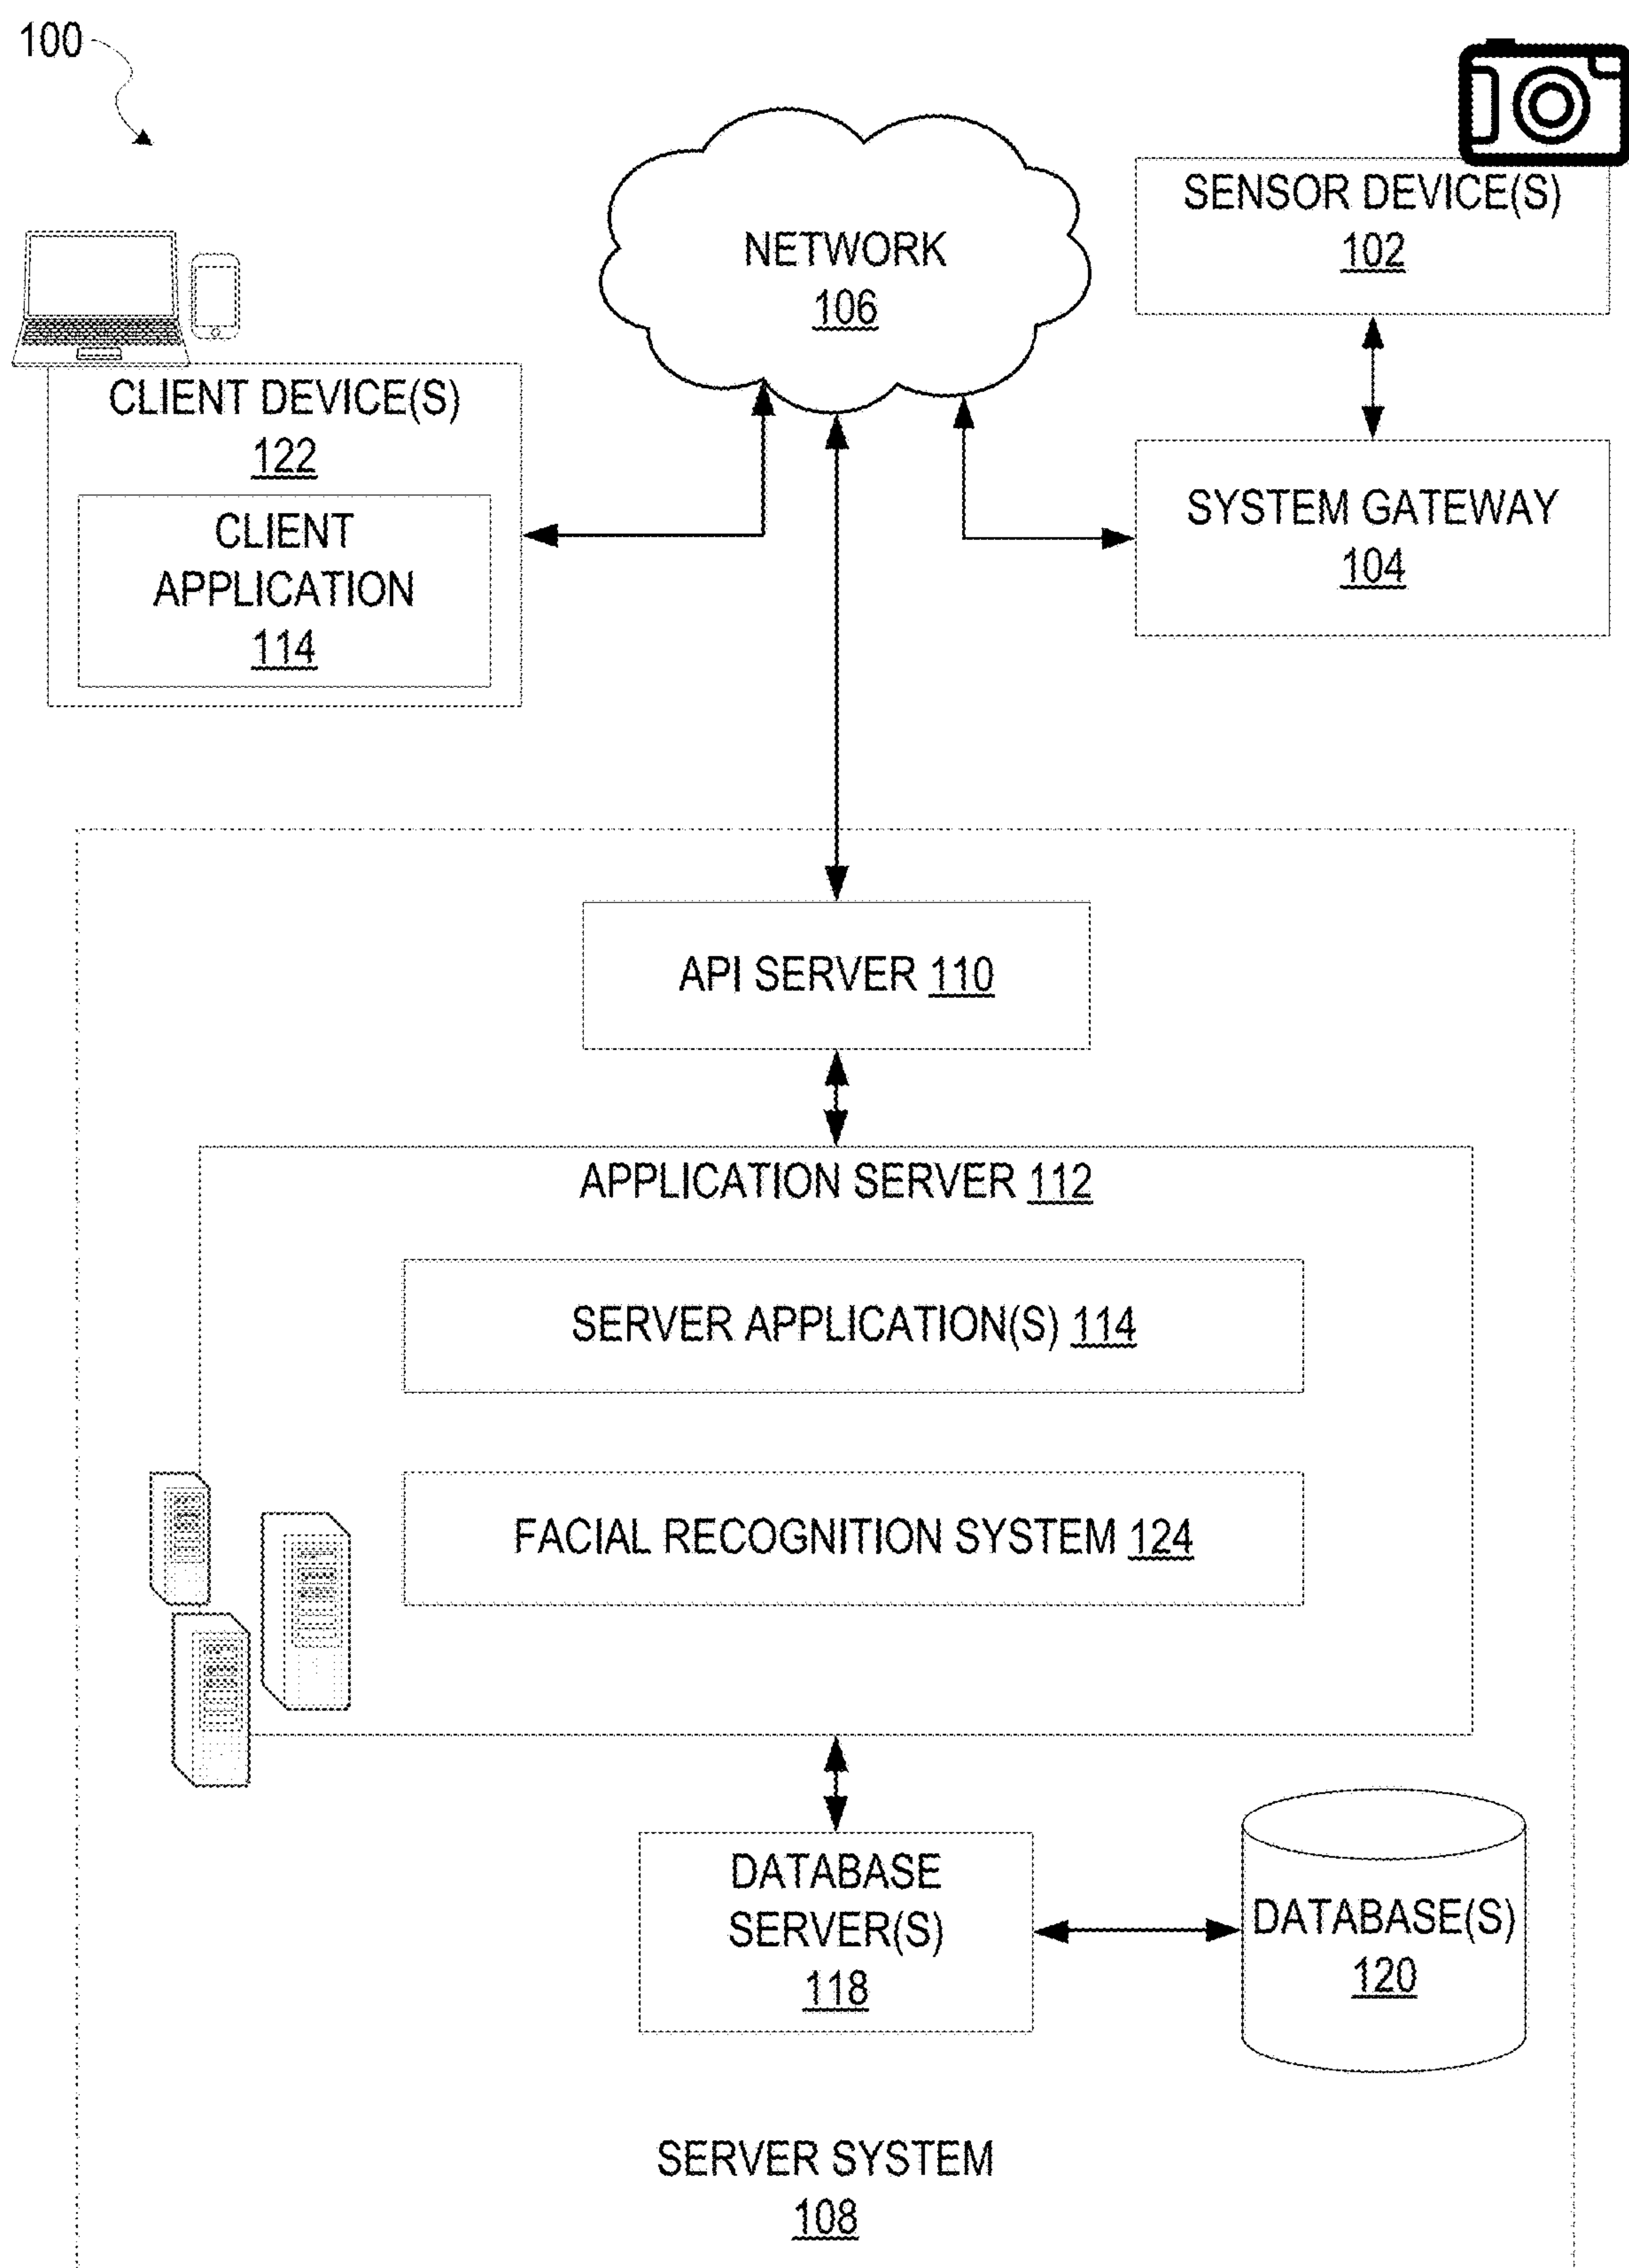 100
SENSOR DEVICE(S)
102
NETWORK
106
CLIENT DEVICE(S)
122
CLIENT
APPLICATION
114
SYSTEM GATEWAY
104
API SERVER 110
APPLICATION SERVER 112
SERVER APPLICATION(S) 114
FACIAL RECOGNITION SYSTEM 124
DATABASE
SERVER(S)
118
DATABASE(S)
120
SERVER SYSTEM
108